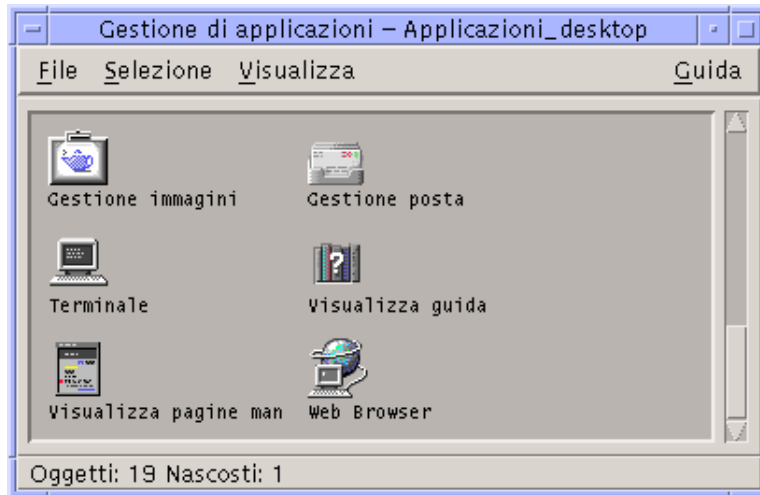 Gestione di applicazioni – Applicazioni_desktop
File Selezione Visualizza Guida
Gestione immagini Gestione posta
Terminale Visualizza guida
Visualizza pagine man Web Browser
Oggetti: 19 Nascosti: 1